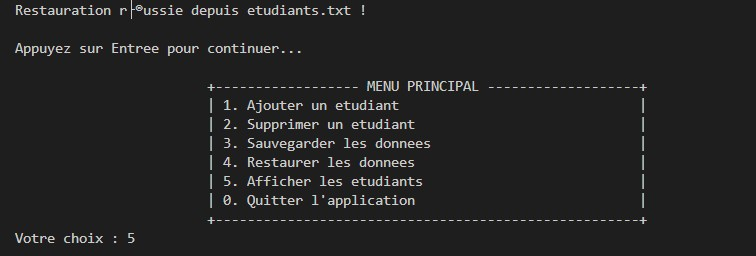 Restauration r├®ussie depuis etudiants.txt !
Appuyez sur Entree pour continuer...
+------------------ MENU PRINCIPAL -------------------+
| 1. Ajouter un etudiant |
| 2. Supprimer un etudiant |
| 3. Sauvegarder les donnees |
| 4. Restaurer les donnees |
| 5. Afficher les etudiants |
| 0. Quitter l'application |
+-----------------------------------------------------+
Votre choix : 5